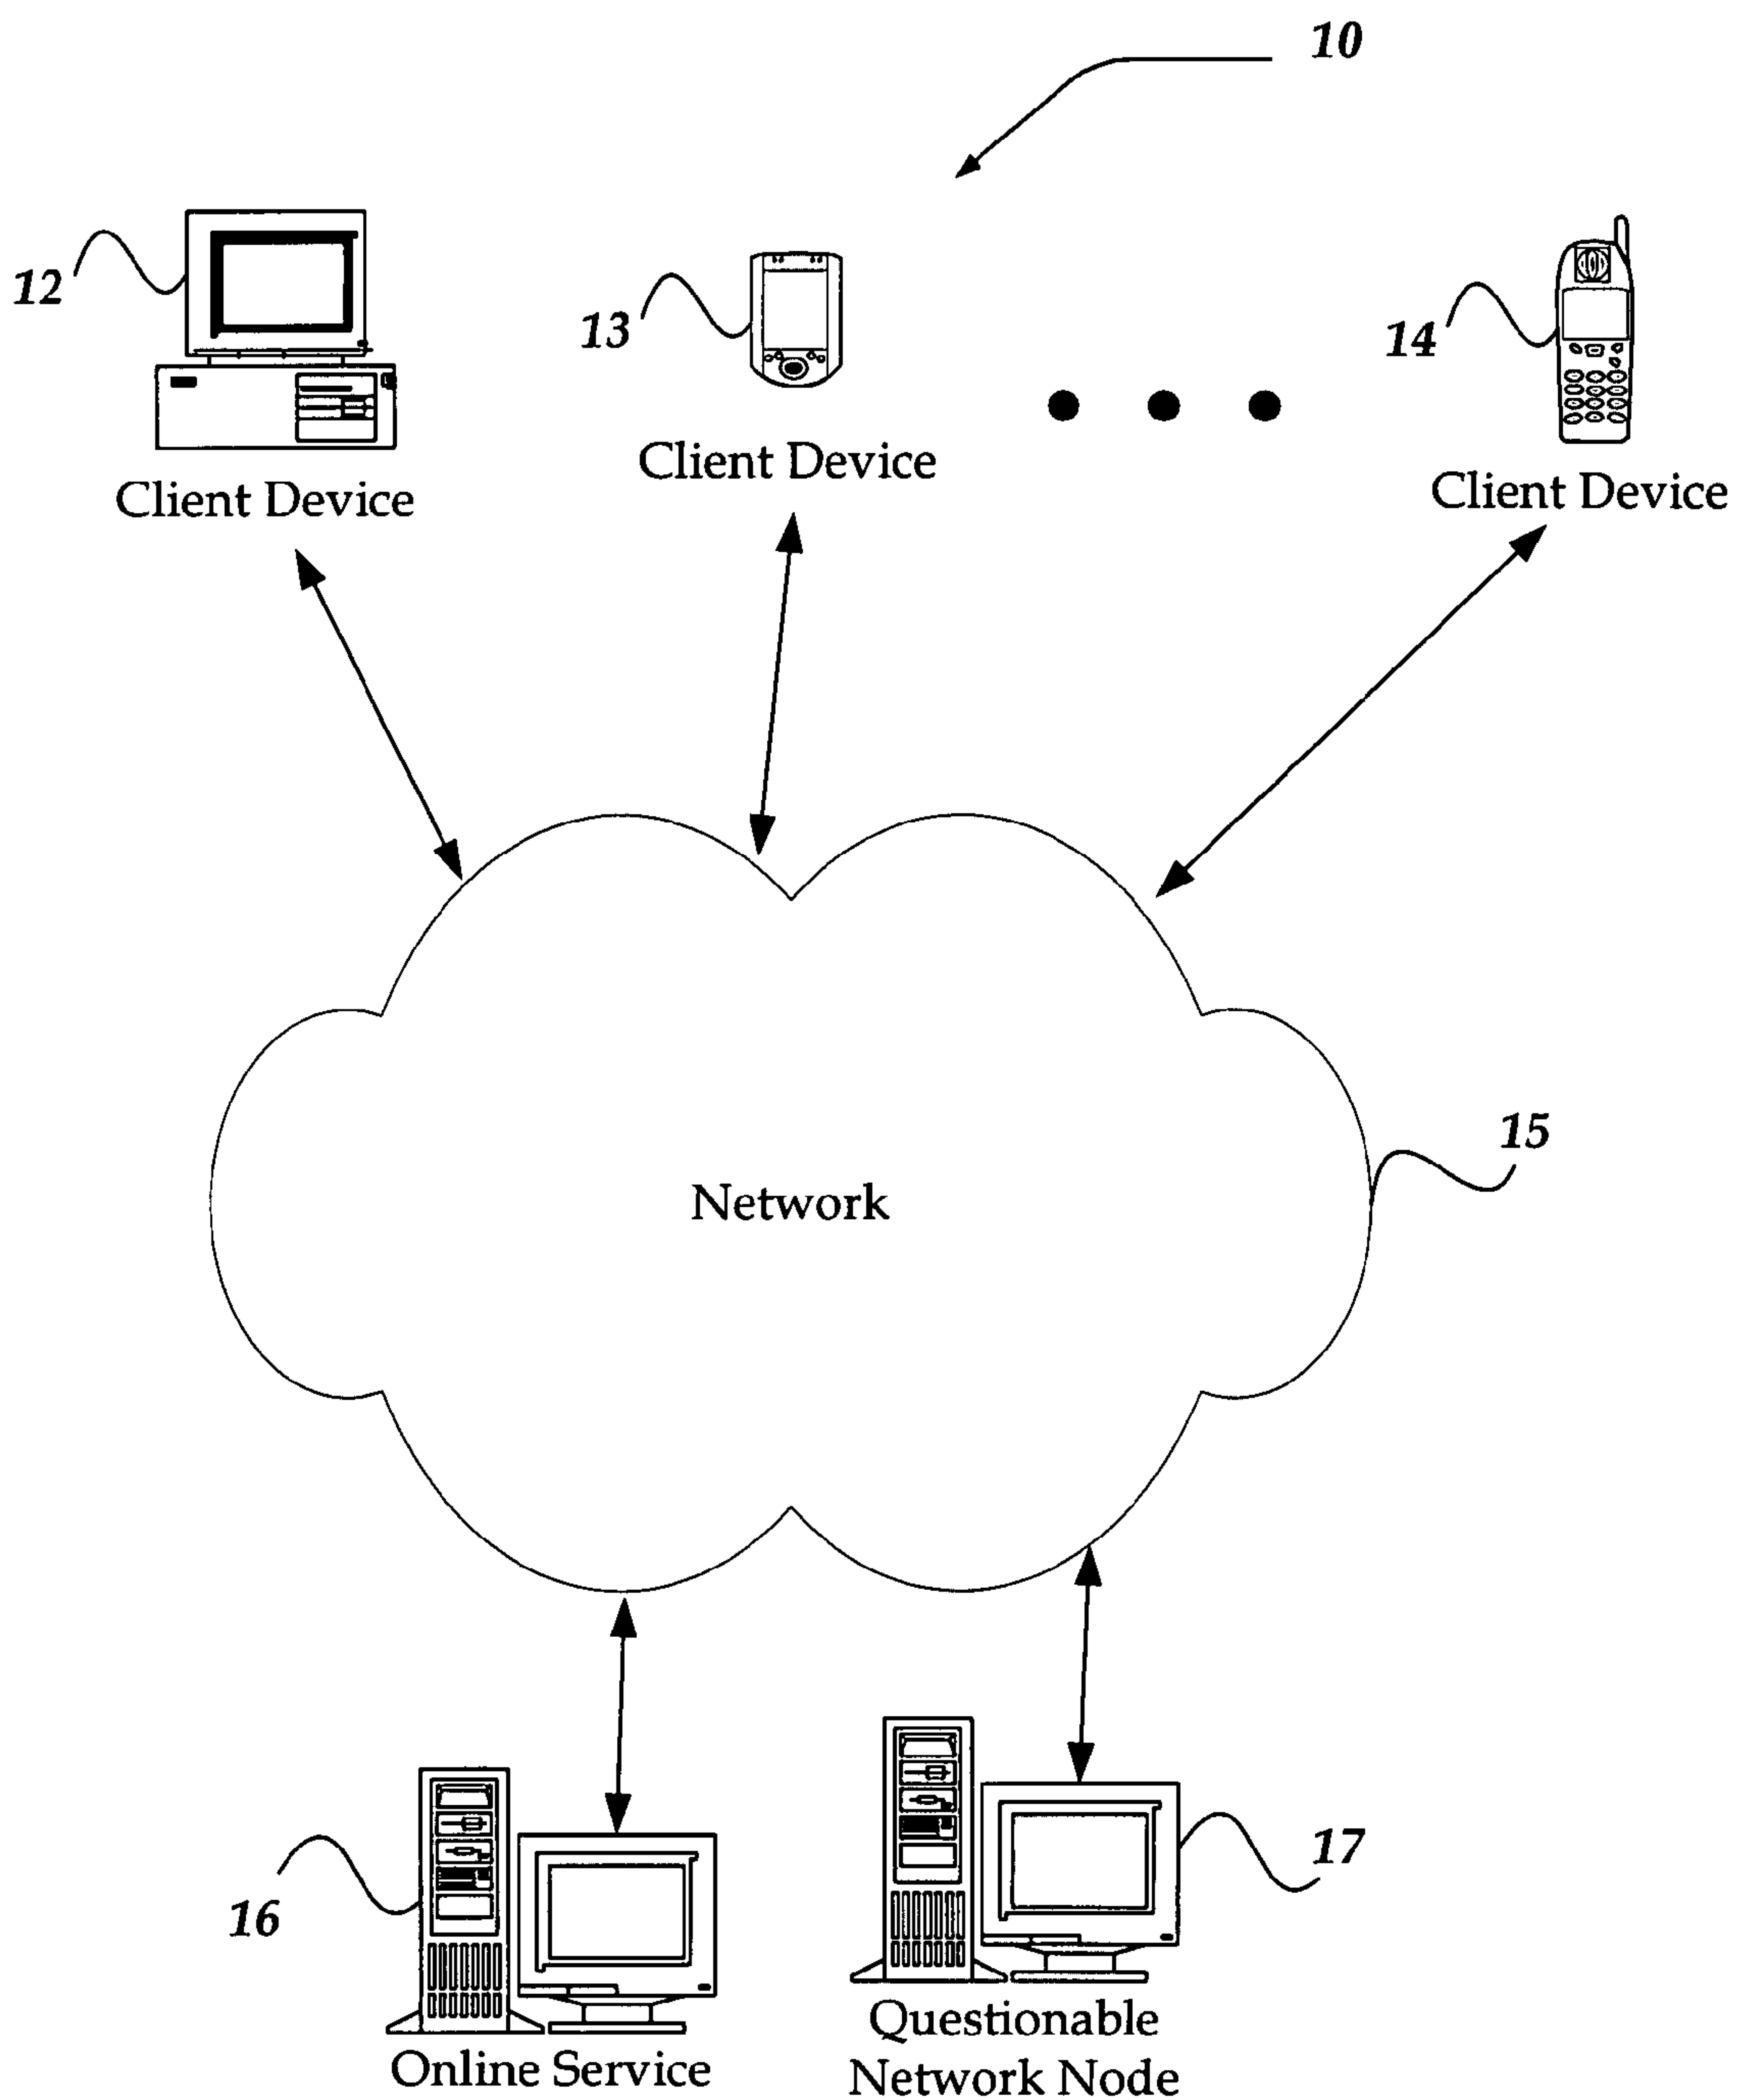 10
12
13
14
Client Device
Client Device
Client Device
15
Network
16
17
Online Service
Questionable
Network Node